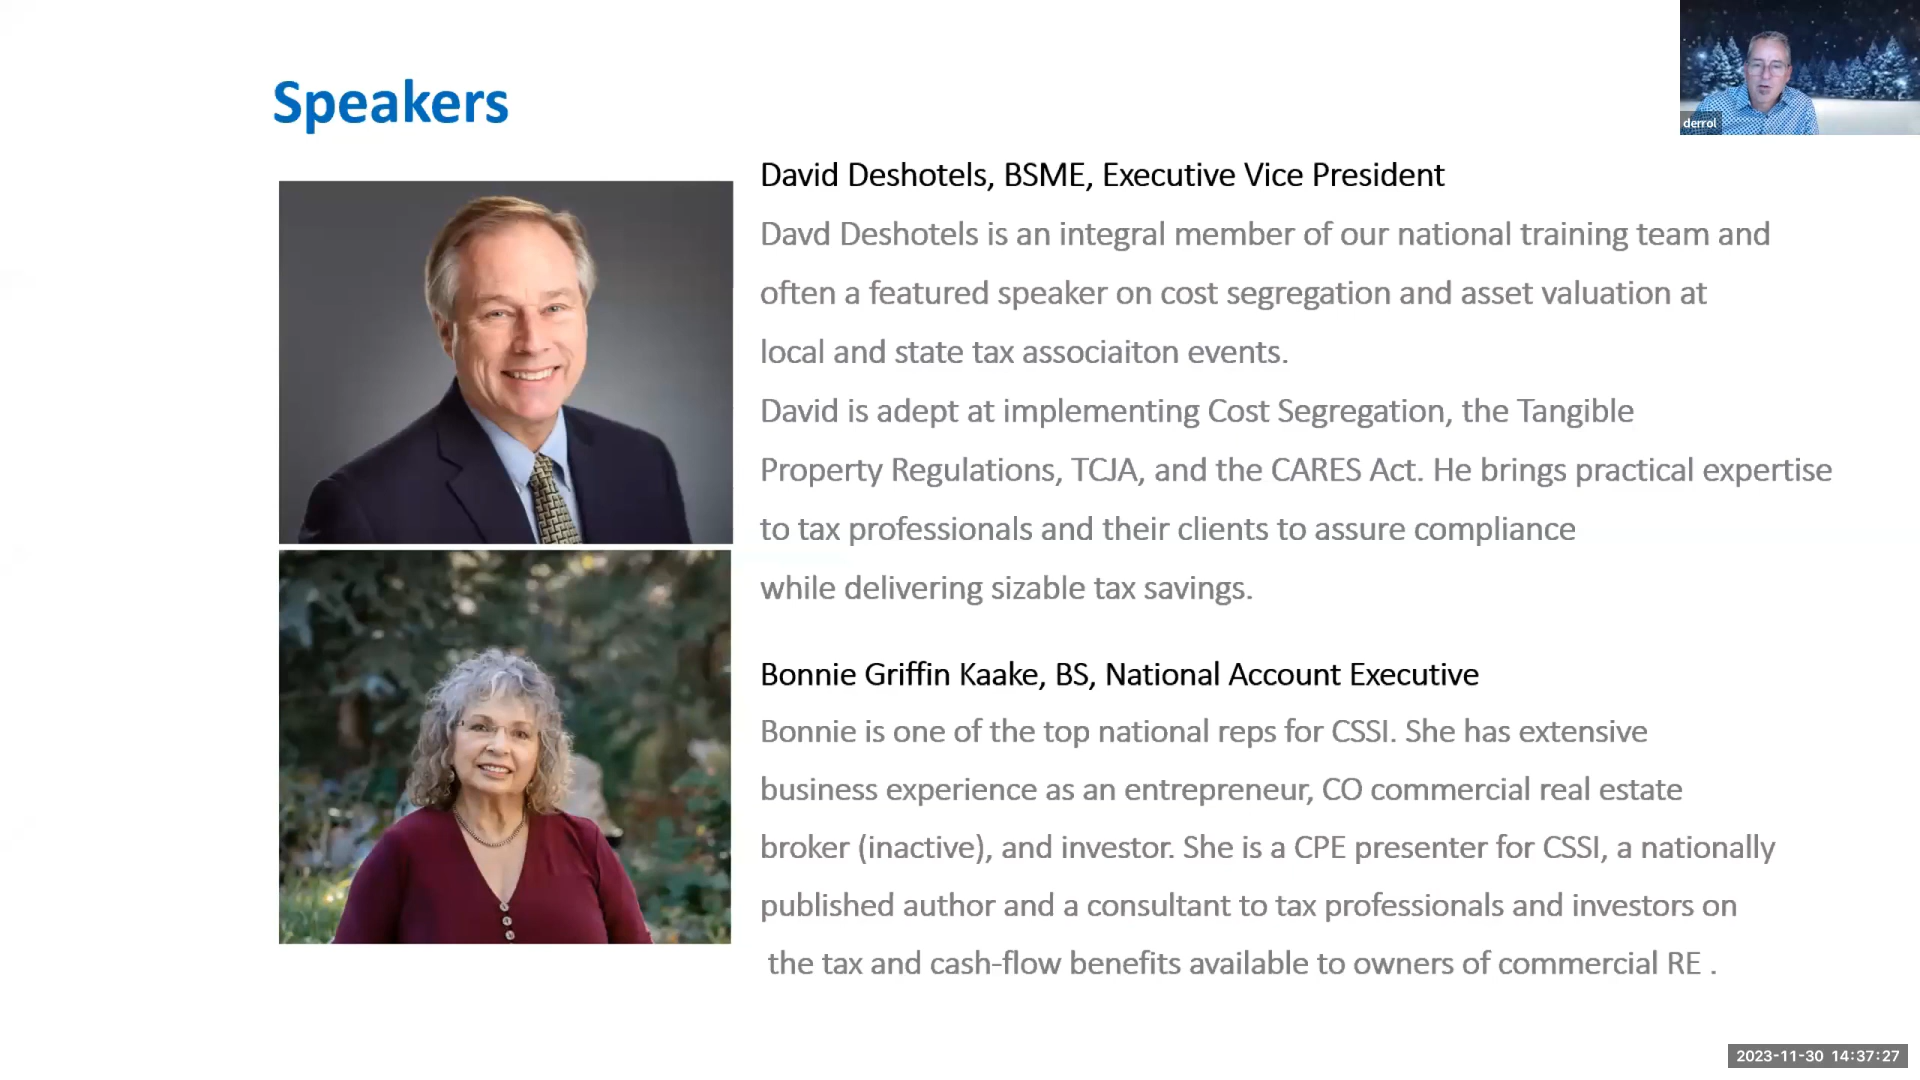 Speakers
derrol
David Deshotels, BSME, Executive Vice President
Davd Deshotels is an integral member of our national training team and
often a featured speaker on cost segregation and asset valuation at
local and state tax associaiton events.
David is adept at implementing Cost Segregation, the Tangible
Property Regulations, TCJA, and the CARES Act. He brings practical expertise
to tax professionals and their clients to assure compliance
while delivering sizable tax savings.
Bonnie Griffin Kaake, BS, National Account Executive
Bonnie is one of the top national reps for CSSI. She has extensive
business experience as an entrepreneur, CO commercial real estate
broker (inactive), and investor. She is a CPE presenter for CSSI, a nationally
published author and a consultant to tax professionals and investors on
the tax and cash-flow benefits available to owners of commercial RE .
2023-11-30 14:37:27